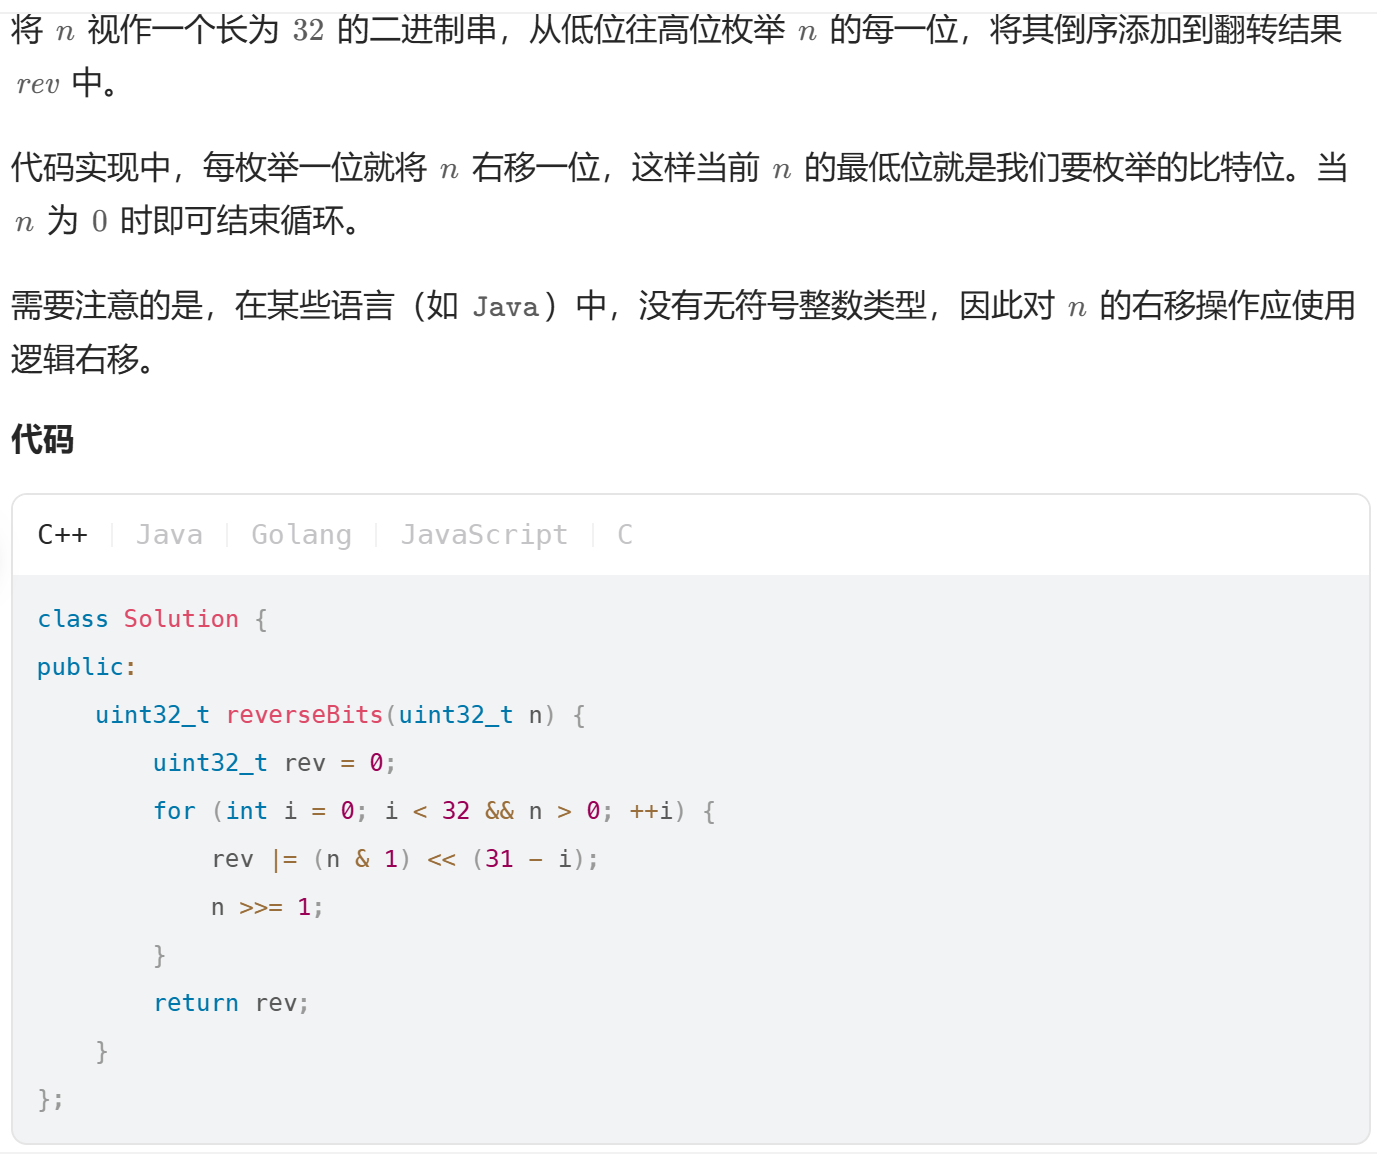 将 n 视作一个长为 32 的二进制串，从低位往高位枚举 n 的每一位，将其倒序添加到翻转结果
rev 中。
代码实现中，每枚举一位就将 n 右移一位，这样当前 n 的最低位就是我们要枚举的比特位。当
n 为 0 时即可结束循环。
需要注意的是，在某些语言（如 Java）中，没有无符号整数类型，因此对 n 的右移操作应使用
逻辑右移。
代码
C++ | Java | Golang | JavaScript | C
class Solution {
public:
    uint32_t reverseBits(uint32_t n) {
        uint32_t rev = 0;
        for (int i = 0; i < 32 && n > 0; ++i) {
            rev |= (n & 1) << (31 - i);
            n >>= 1;
        }
        return rev;
    }
};